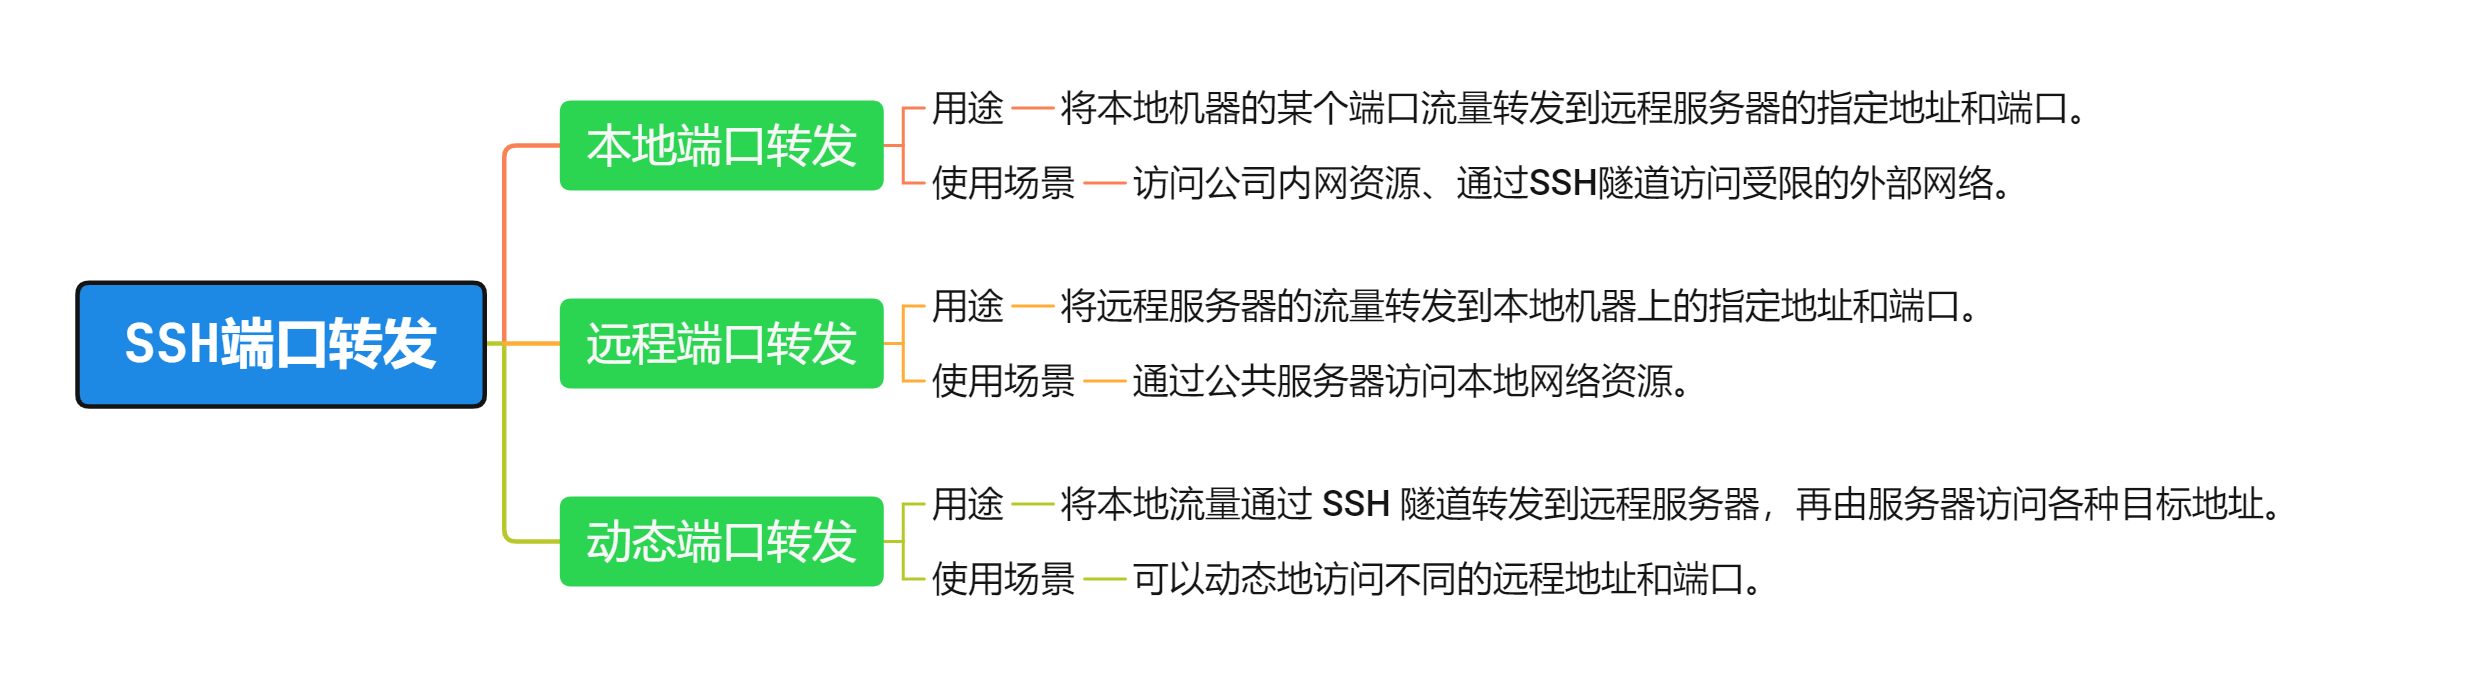 SSH端口转发
本地端口转发
用途
将本地机器的某个端口流量转发到远程服务器的指定地址和端口。
使用场景
访问公司内网资源、通过SSH隧道访问受限的外部网络。
远程端口转发
用途
将远程服务器的流量转发到本地机器上的指定地址和端口。
使用场景
通过公共服务器访问本地网络资源。
动态端口转发
用途
将本地流量通过 SSH 隧道转发到远程服务器，再由服务器访问各种目标地址。
使用场景
可以动态地访问不同的远程地址和端口。